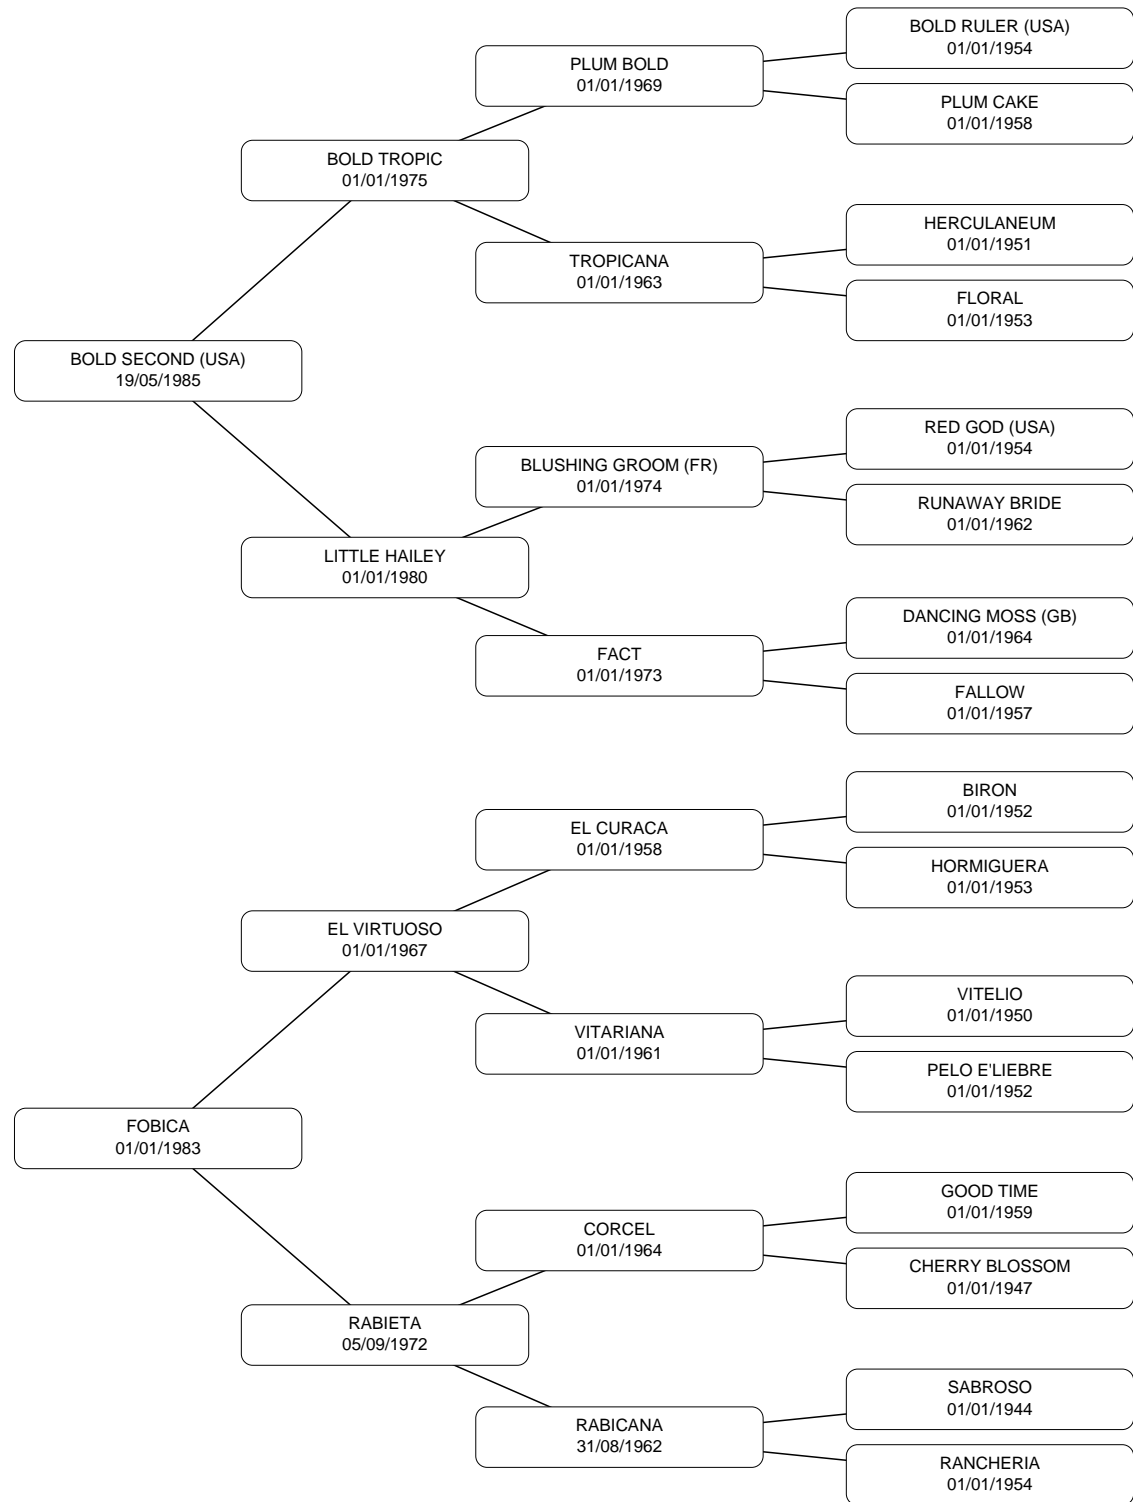 BOLD RULER (USA)
01/01/1954
PLUM BOLD
01/01/1969
PLUM CAKE
01/01/1958
BOLD TROPIC
01/01/1975
HERCULANEUM
01/01/1951
TROPICANA
01/01/1963
FLORAL
01/01/1953
BOLD SECOND (USA)
19/05/1985
RED GOD (USA)
01/01/1954
BLUSHING GROOM (FR)
01/01/1974
RUNAWAY BRIDE
01/01/1962
LITTLE HAILEY
01/01/1980
DANCING MOSS (GB)
01/01/1964
FACT
01/01/1973
FALLOW
01/01/1957
BIRON
01/01/1952
EL CURACA
01/01/1958
HORMIGUERA
01/01/1953
EL VIRTUOSO
01/01/1967
VITELIO
01/01/1950
VITARIANA
01/01/1961
PELO E'LIEBRE
01/01/1952
FOBICA
01/01/1983
GOOD TIME
01/01/1959
CORCEL
01/01/1964
CHERRY BLOSSOM
01/01/1947
RABIETA
05/09/1972
SABROSO
01/01/1944
RABICANA
31/08/1962
RANCHERIA
01/01/1954